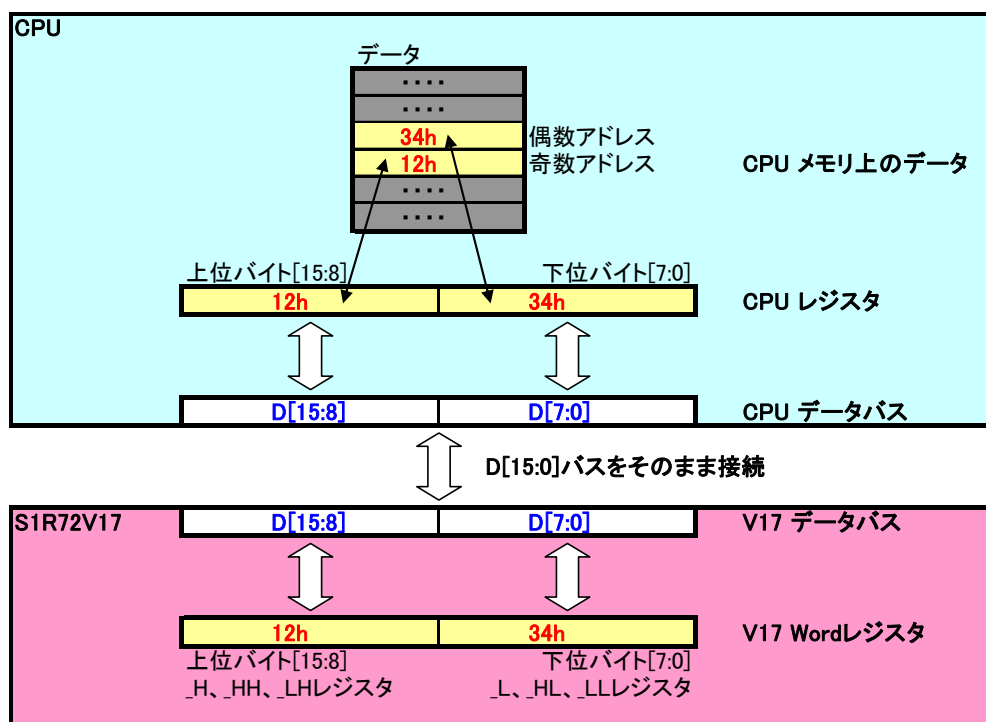 CPU
データ
････
････
34h 偶数アドレス
12h 奇数アドレス
CPU メモリ上のデータ
････
････
上位バイト[15:8] 下位バイト[7:0]
12h 34h CPU レジスタ
D[15:8] D[7:0] CPU データバス
D[15:0]バスをそのまま接続
S1R72V17 D[15:8] D[7:0] V17 データバス
12h 34h V17 Wordレジスタ
上位バイト[15:8] 下位バイト[7:0]
_H、_HH、_LHレジスタ _L、_HL、_LLレジスタ